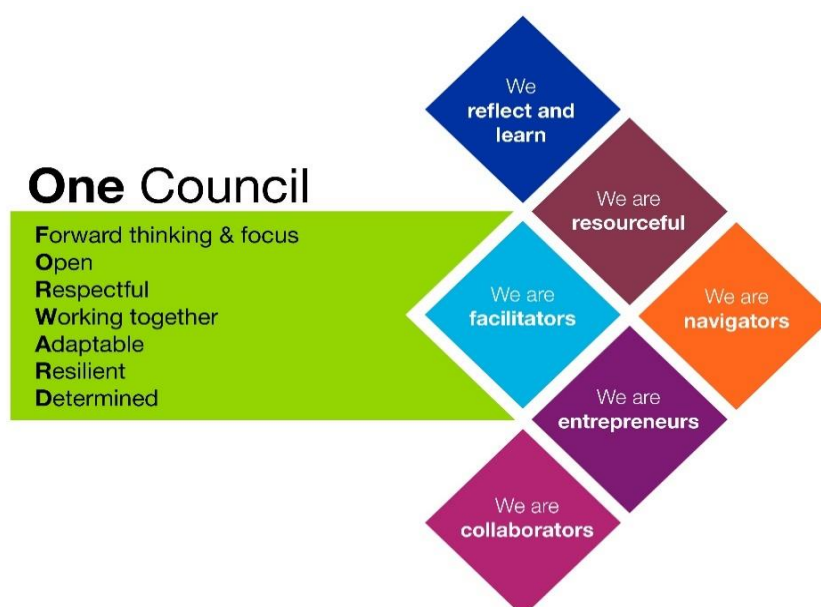 One Council
Forward thinking & focus
Open
Respectful
Working together
Adaptable
Resilient
Determined
We
reflect and
learn
We are
resourceful
We are
facilitators
We are
navigators
We are
entrepreneurs
We are
collaborators